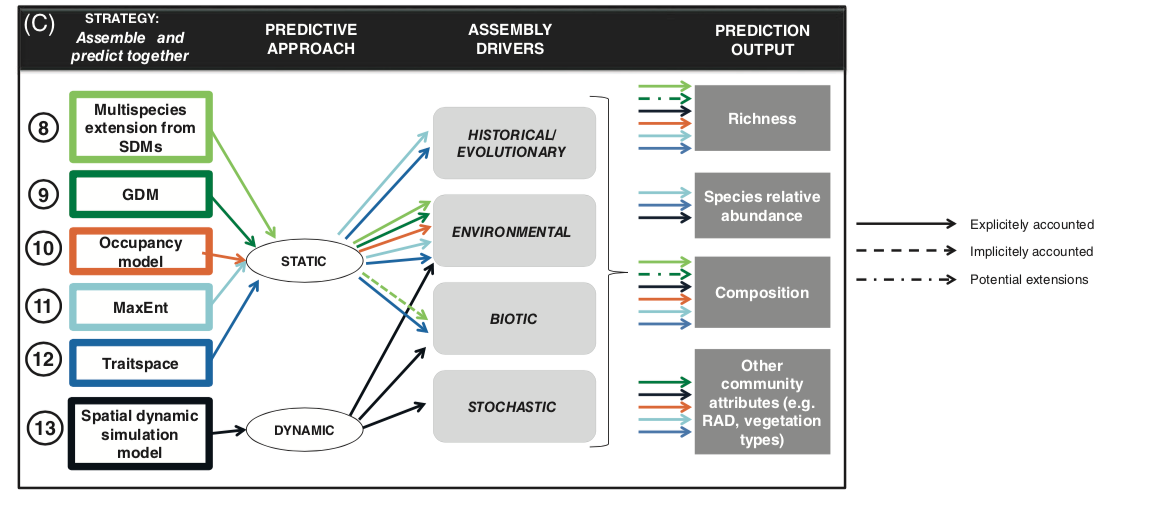 (C)
STRATEGY:
Assemble and
predict together
PREDICTIVE
APPROACH
ASSEMBLY
DRIVERS
PREDICTION
OUTPUT
8
Multispecies
extension from
SDMs
9
GDM
10
Occupancy
model
11
MaxEnt
12
Traitspace
13
Spatial dynamic
simulation
model
STATIC
DYNAMIC
HISTORICAL/
EVOLUTIONARY
ENVIRONMENTAL
BIOTIC
STOCHASTIC
Richness
Species relative
abundance
Composition
Other
community
attributes (e.g.
RAD, vegetation
types)
Explicitely accounted
Implicitely accounted
Potential extensions